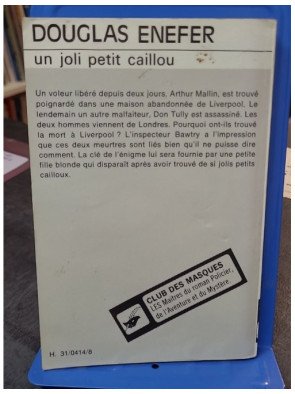 DOUGLAS ENEFER
un joli petit caillou
Un voleur libéré depuis deux jours, Arthur Mallin, est trouvé
poignardé dans une maison abandonnée de Liverpool. Le
lendemain un autre malfaiteur, Don Tully est assassiné. Les
deux hommes viennent de Londres. Pourquoi ont-ils trouvé
la mort à Liverpool ? L'inspecteur Bawtry a l'impression
que ces deux meurtres sont liés bien qu'il ne puisse dire
comment. La clé de l'énigme lui sera fournie par une petite
fille blonde qui disparaît après avoir trouvé de si jolis petits
cailloux.
CLUB DES MASQUES
LES Maîtres du roman Policier,
de l'Aventure et du Mystère.
H. 31/0414/8